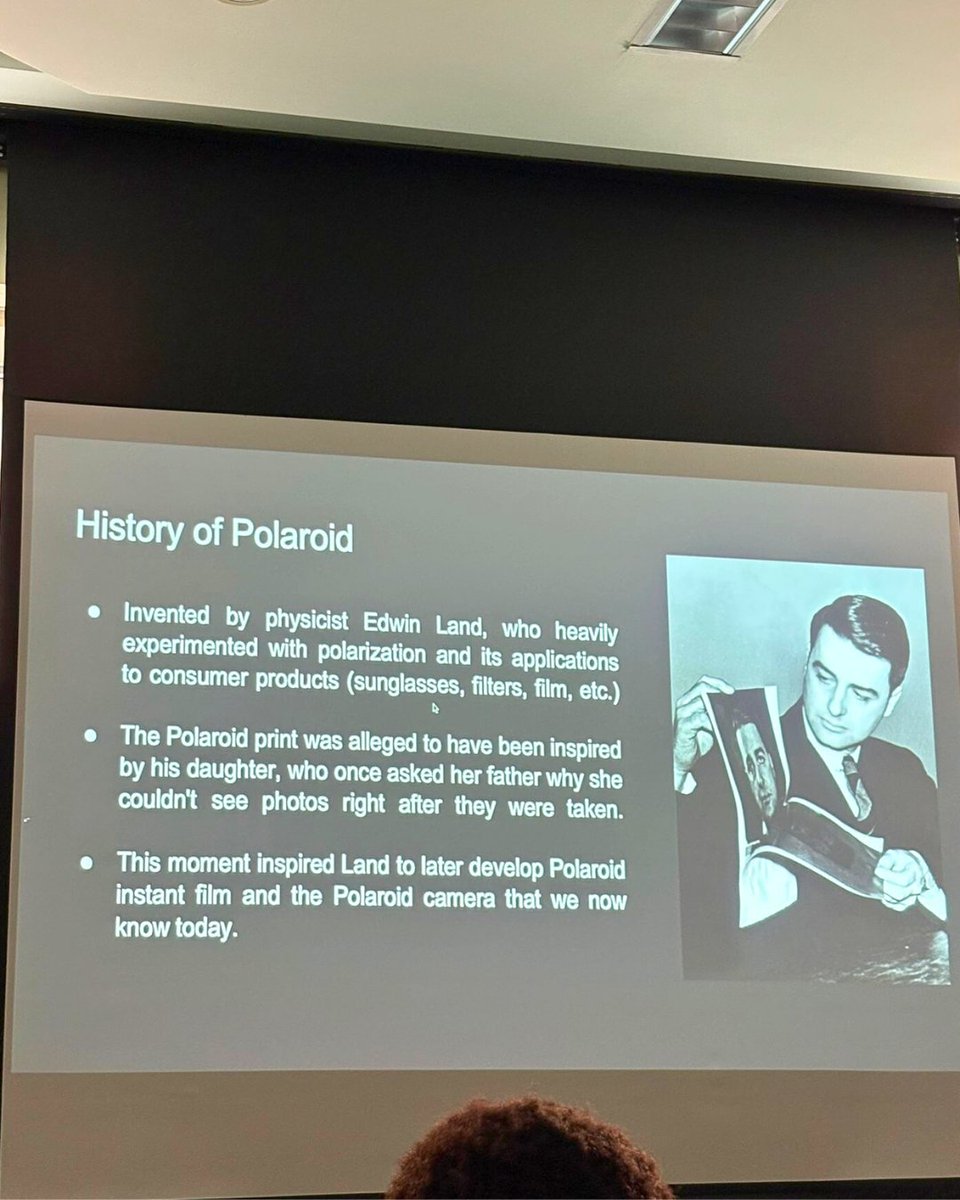 History of Polaroid
● Invented by physicist Edwin Land, who heavily
experimented with polarization and its applications
to consumer products (sunglasses, filters, film, etc.)
● The Polaroid print was alleged to have been inspired
by his daughter, who once asked her father why she
couldn't see photos right after they were taken.
● This moment inspired Land to later develop Polaroid
instant film and the Polaroid camera that we now
know today.